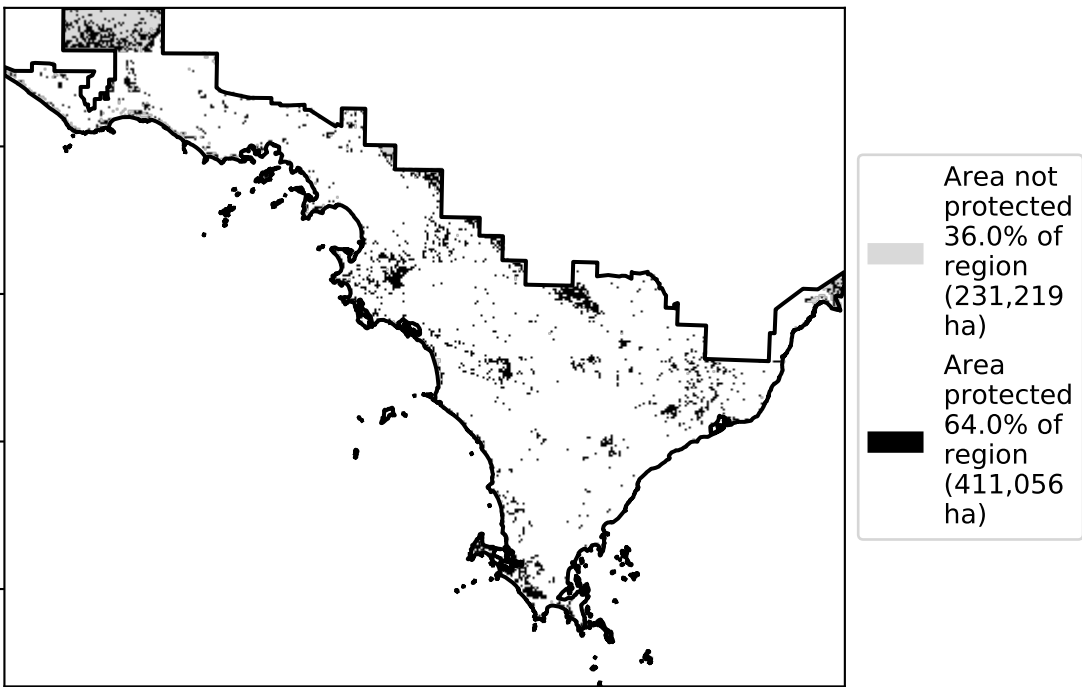 Area not
protected
36.0% of
region
(231,219
ha)
Area
protected
64.0% of
region
(411,056
ha)